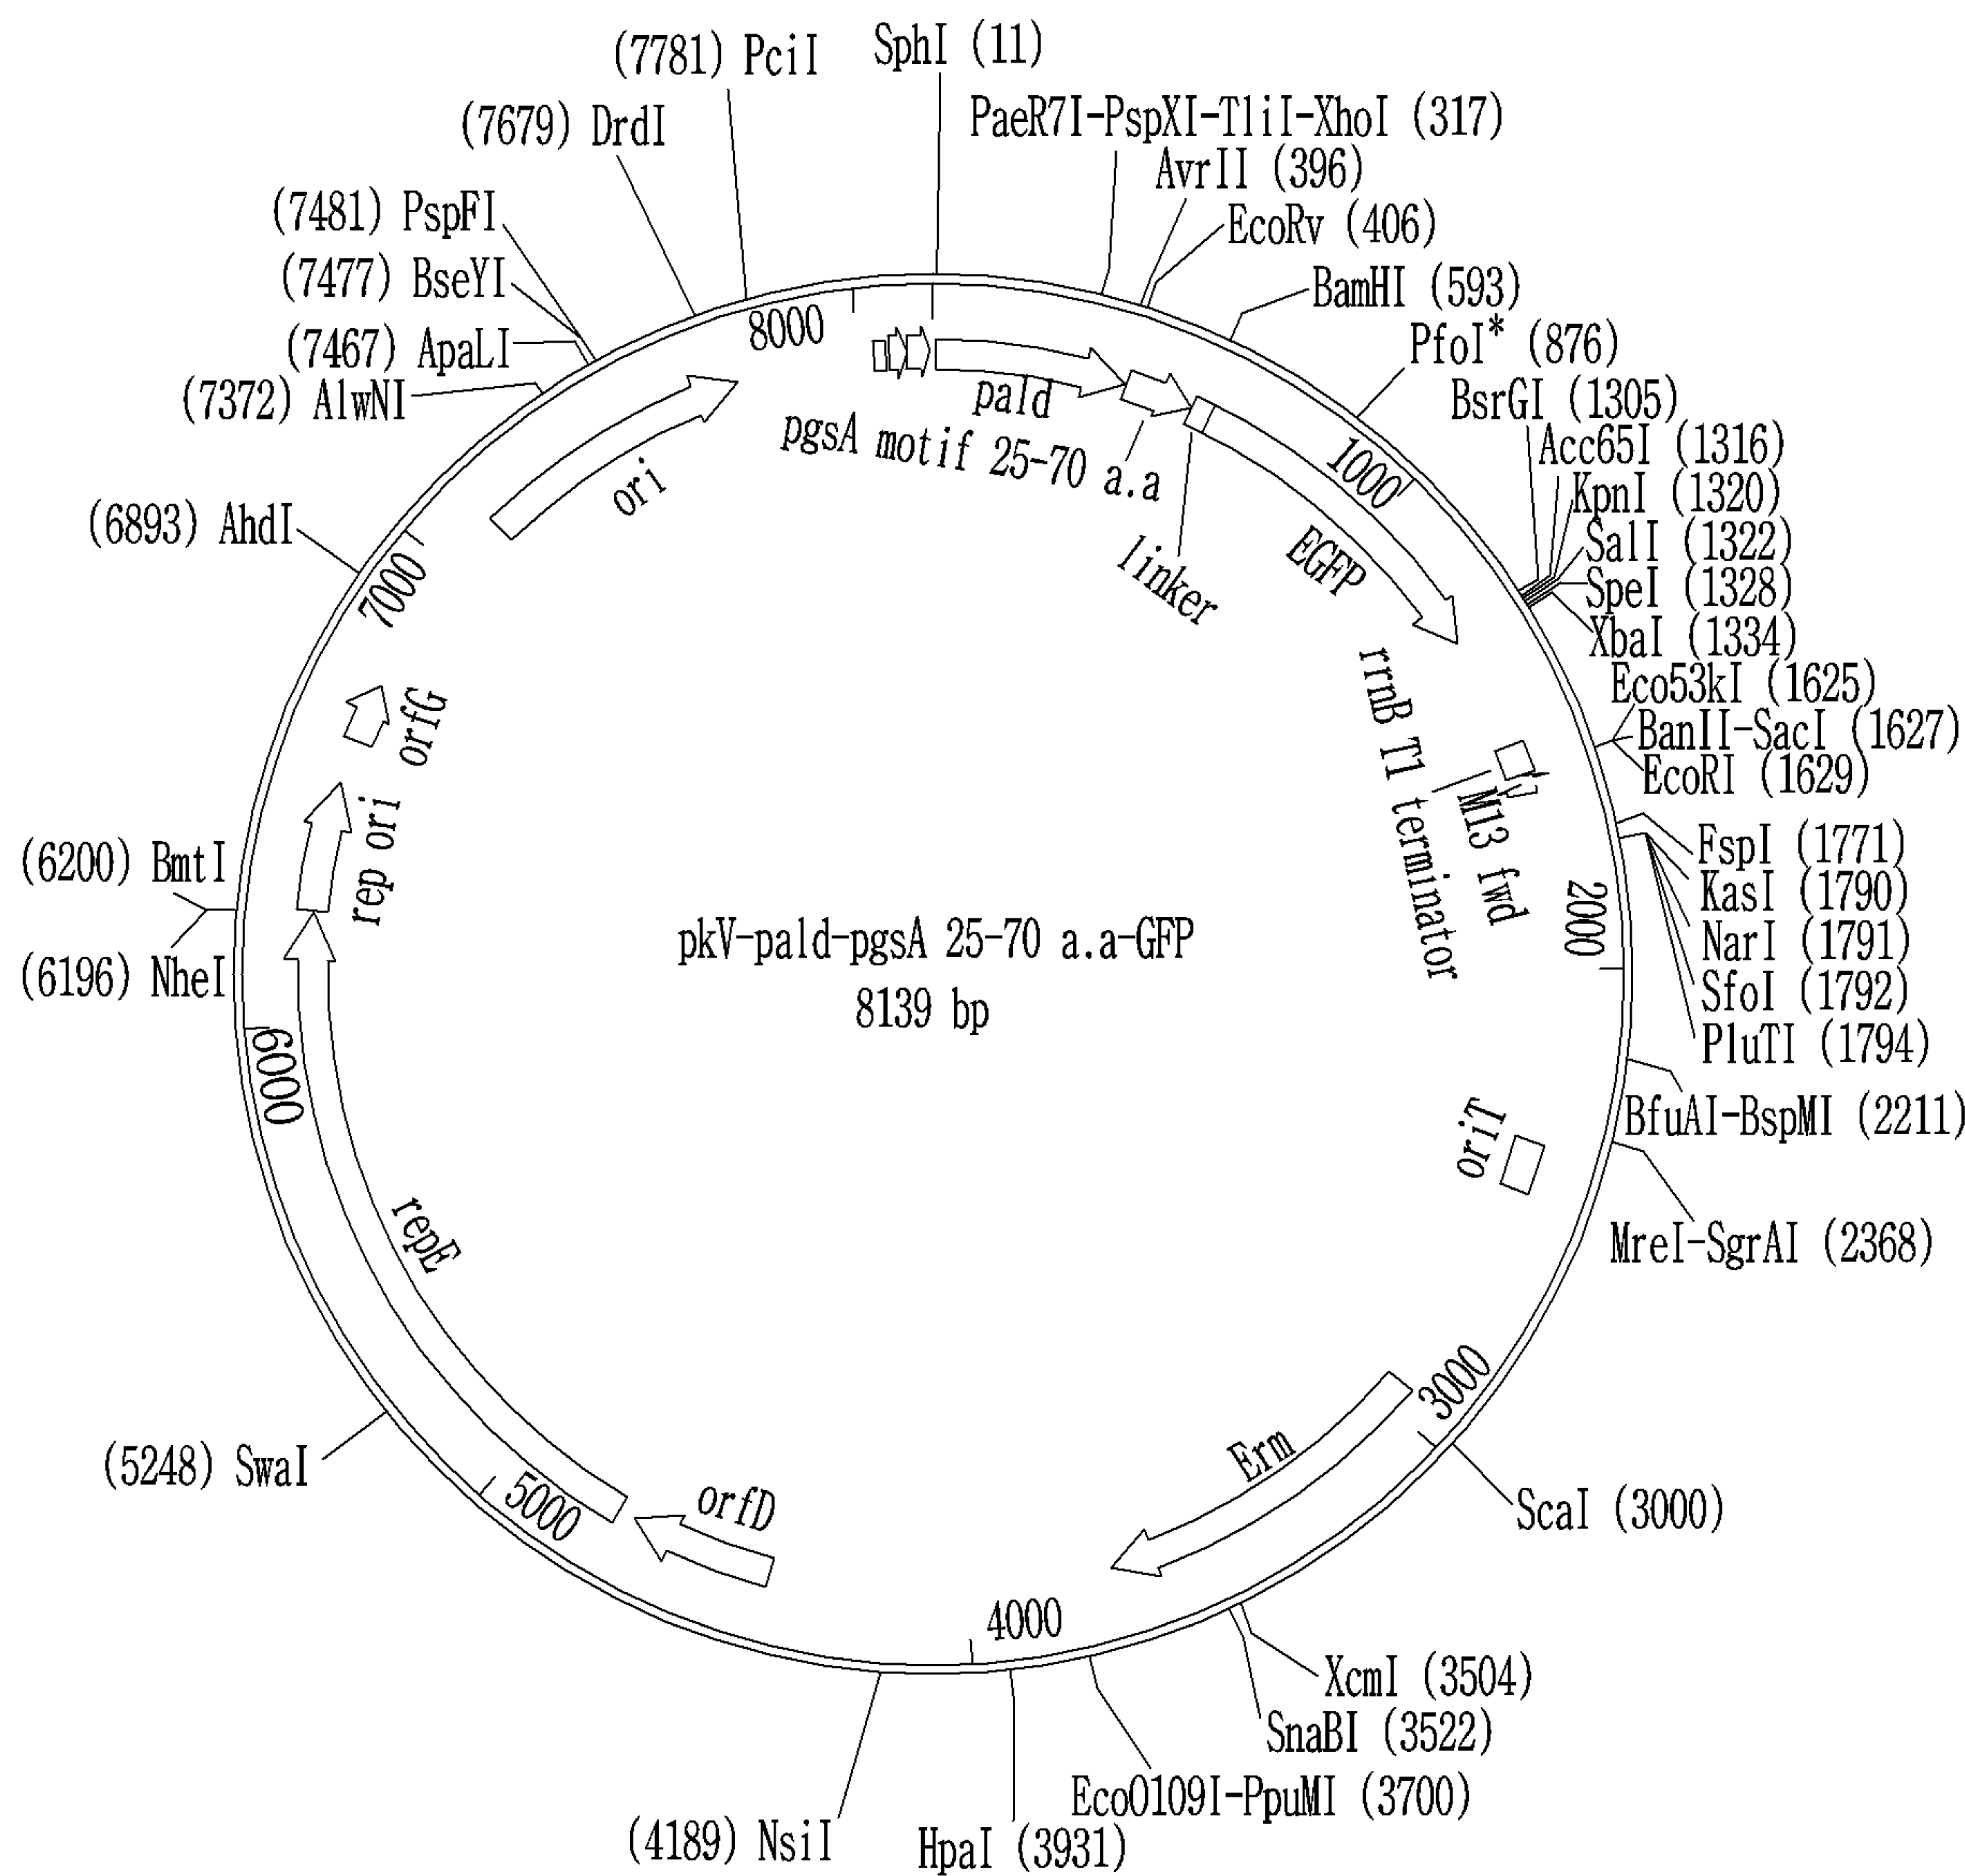 (7781) PciI
SphI (11)
(7679) DrdI
PaeR7I-PspXI-TliI-XhoI (317)
AvrII (396)
(7481) PspFI
EcoRv (406)
(7477) BseYI
BamHI (593)
(7467) ApaLI
PfoI* (876)
(7372) AlwNI
BsrGI (1305)
Acc65I (1316)
KpnI (1320)
SalI (1322)
SpeI (1328)
XbaI (1334)
Eco53kI (1625)
BanII-SacI (1627)
EcoRI (1629)
FspI (1771)
KasI (1790)
NarI (1791)
SfoI (1792)
PluTI (1794)
BfuAI-BspMI (2211)
MreI-SgrAI (2368)
ScaI (3000)
XcmI (3504)
SnaBI (3522)
EcoO109I-PpuMI (3700)
HpaI (3931)
(4189) NsiI
(5248) SwaI
(6196) NheI
(6200) BmtI
(6893) AhdI
8000
1000
2000
3000
4000
5000
6000
7000
pald
pgsA motif 25-70 a.a
linker
EGFP
rrnB T1 terminator
M13 fwd
oriT
Erm
orfD
repE
rep ori
orfG
ori
pkV-pald-pgsA 25-70 a.a-GFP
8139 bp